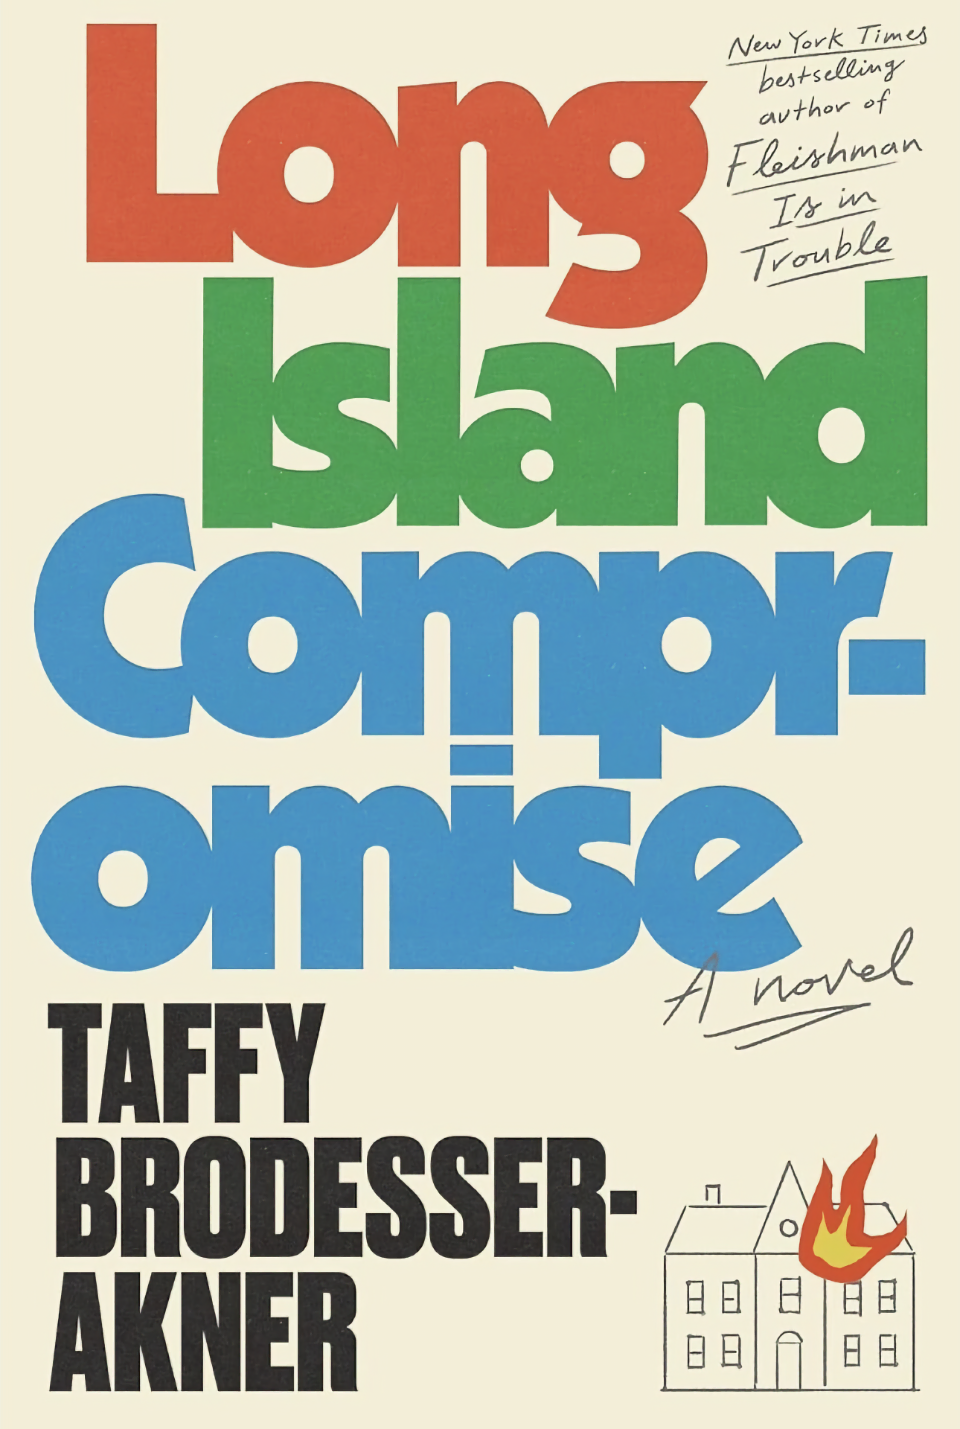 Long
New York Times
bestselling
author of
Fleishman
Is in
Trouble
Island
Compr-
omise
A novel
TAFFY
BRODESSER-
AKNER